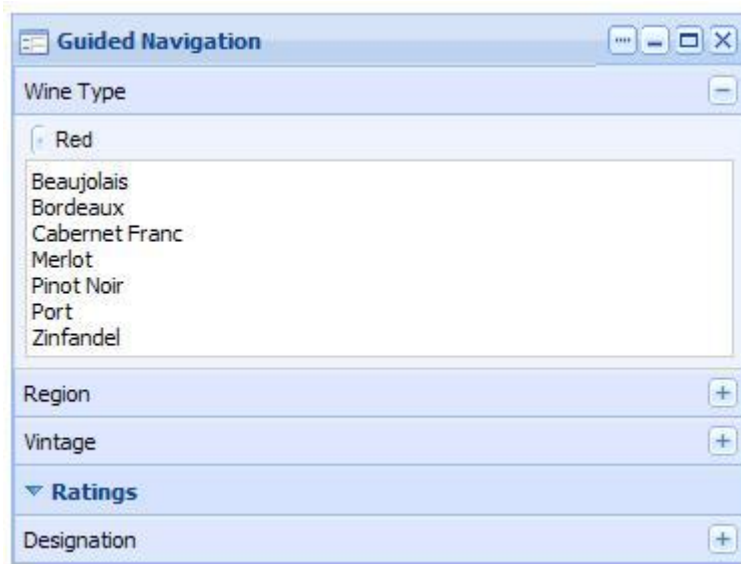 Guided Navigation
Wine Type
Red
Beaujolais
Bordeaux
Cabernet Franc
Merlot
Pinot Noir
Port
Zinfandel
Region
Vintage
Ratings
Designation